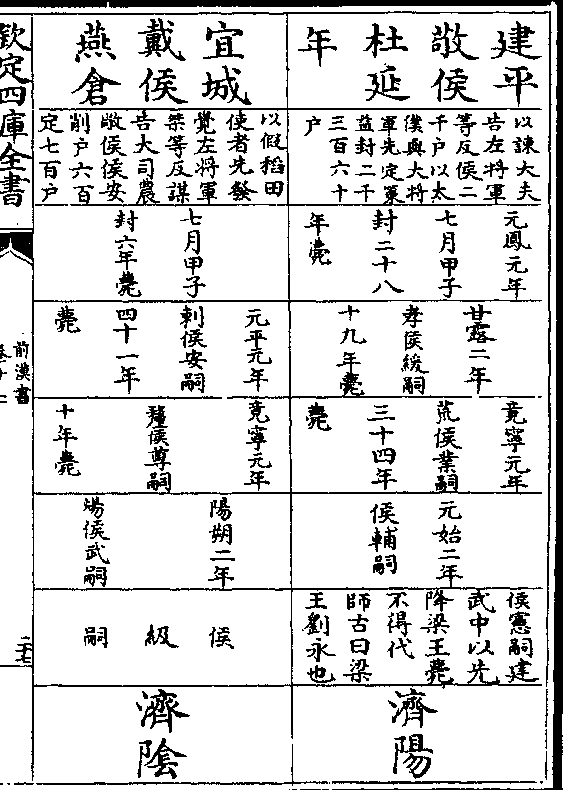 建平
敬侯
杜延
年
以諫大夫
告左將軍
等反侯二
千户以太
僕與大將
軍先定策
益封二千
三百六十
户
元鳳元年
七月甲子
封二十八
年薨
甘露二年
孝侯緩嗣
十九年薨
竟寧元年
荒侯業嗣
三十四年
薨
元始二年
侯輔嗣
侯憲嗣建
武中以先
降梁王薨
不得代
師古曰梁
王劉永也
濟陽
宜城
戴侯
燕倉
以假稻田
使者先發
覺左將軍
桀等反謀
告大司農
敞侯侯安
削户六百
定七百户
七月甲子
封六年薨
元平元年
剌侯安嗣
四十一年
薨
竟寧元年
釐侯尊嗣
十年薨
陽朔二年
煬侯武嗣
侯
級
嗣
濟陰
欽定四庫全書
前漢書
二十七